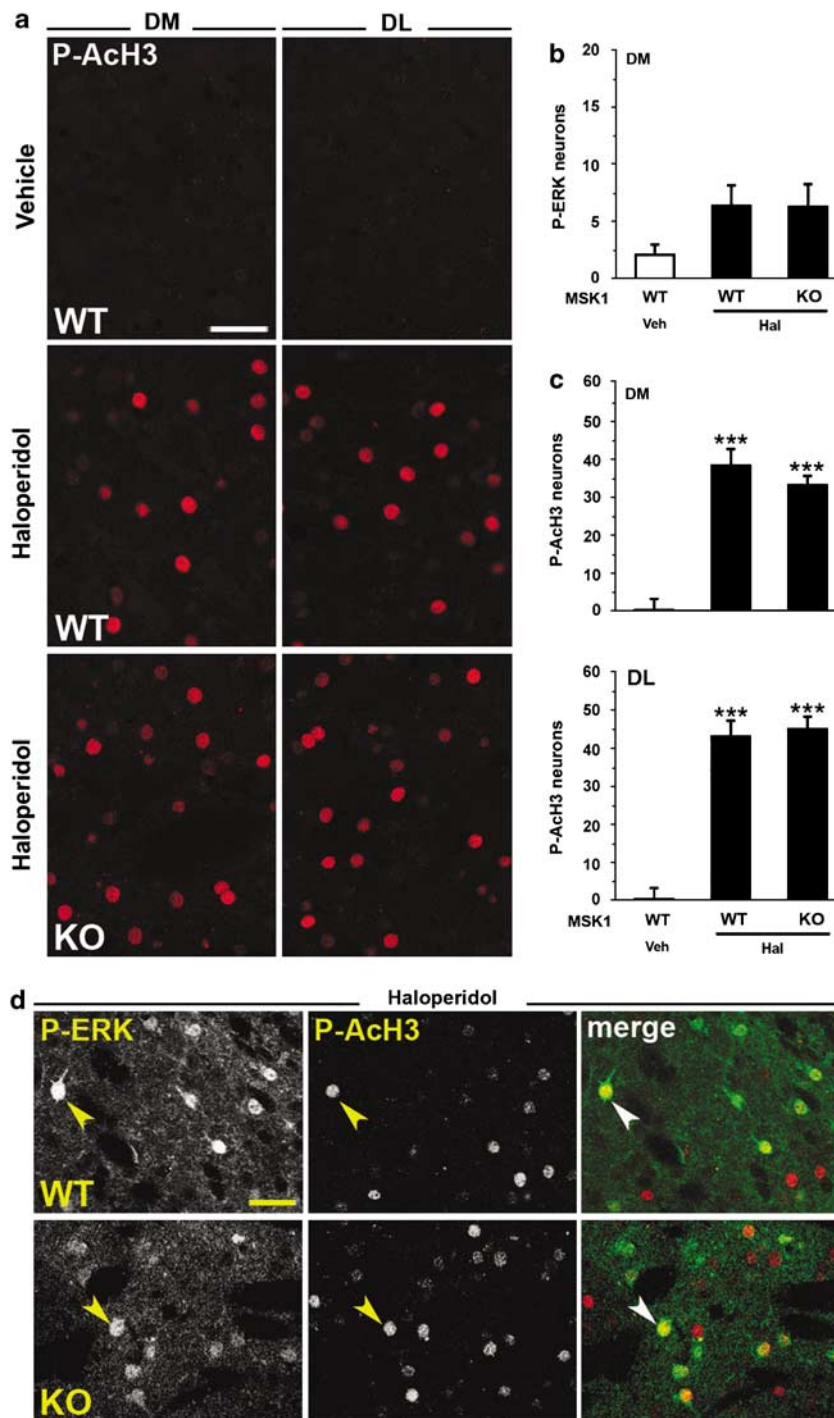 a
DM DL
P-AcH3
Vehicle
WT
Haloperidol
WT
Haloperidol
KO
b
DM
P-ERK neurons
20
15
10
5
0
MSK1 WT WT KO
Veh Hal
c
DM
P-AcH3 neurons
60
50
40
30
20
10
0
*** ***
DL
P-AcH3 neurons
60
50
40
30
20
10
0
*** ***
MSK1 WT WT KO
Veh Hal
d
Haloperidol
P-ERK P-AcH3 merge
WT
KO